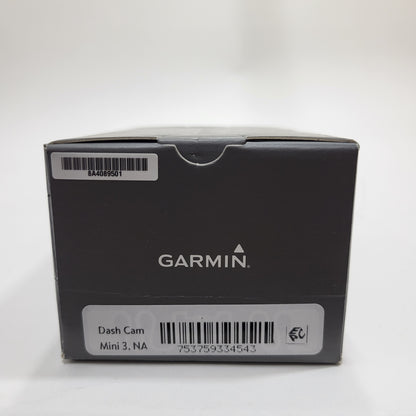 8A4089501
GARMIN
Dash Cam
Mini 3, NA
753759334543